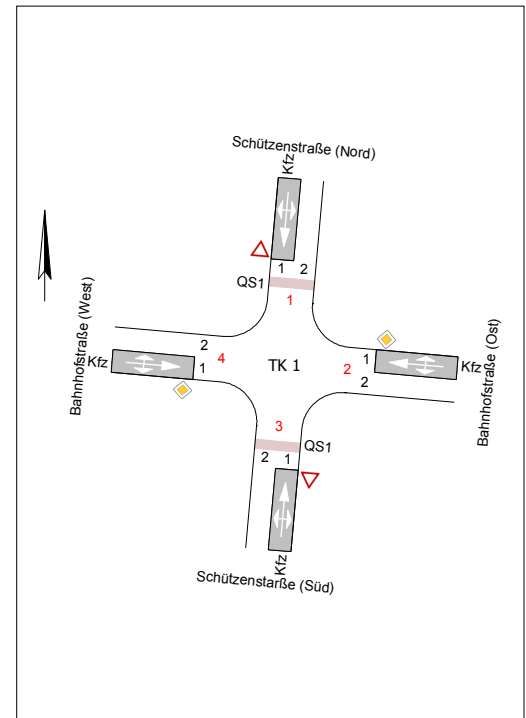 Schützenstraße (Nord)
Kfz
1 2
QS1
1
Bahnhofstraße (West)
Kfz
2
1
4
TK 1
2
1
2
Kfz
Bahnhofstraße (Ost)
3
QS1
2 1
Kfz
Schützenstarße (Süd)